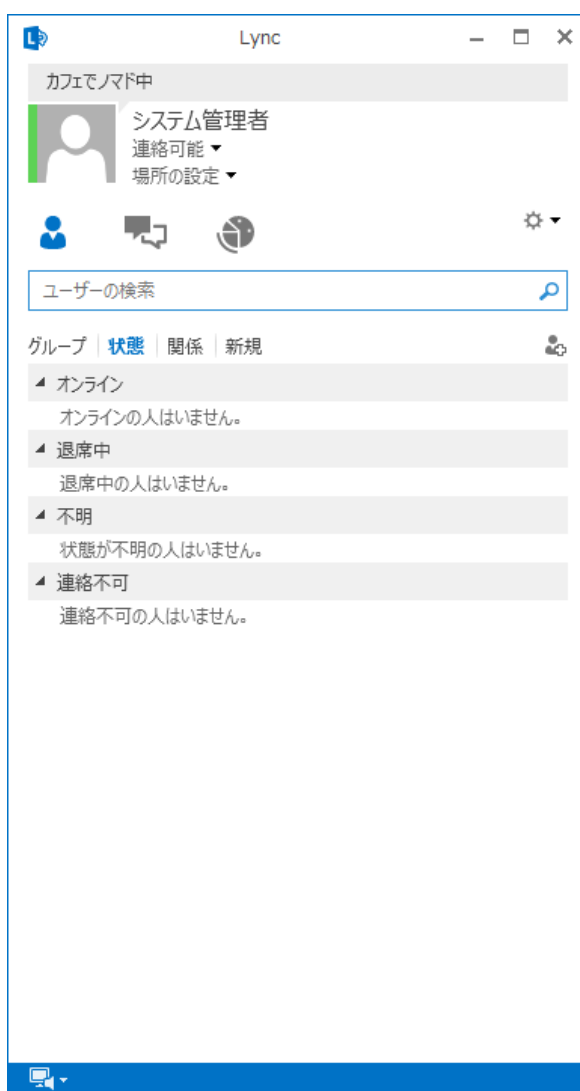 Lync
カフェでノマド中
システム管理者
連絡可能
場所の設定
ユーザーの検索
グループ 状態 関係 新規
オンライン
オンラインの人はいません。
退席中
退席中の人はいません。
不明
状態が不明の人はいません。
連絡不可
連絡不可の人はいません。